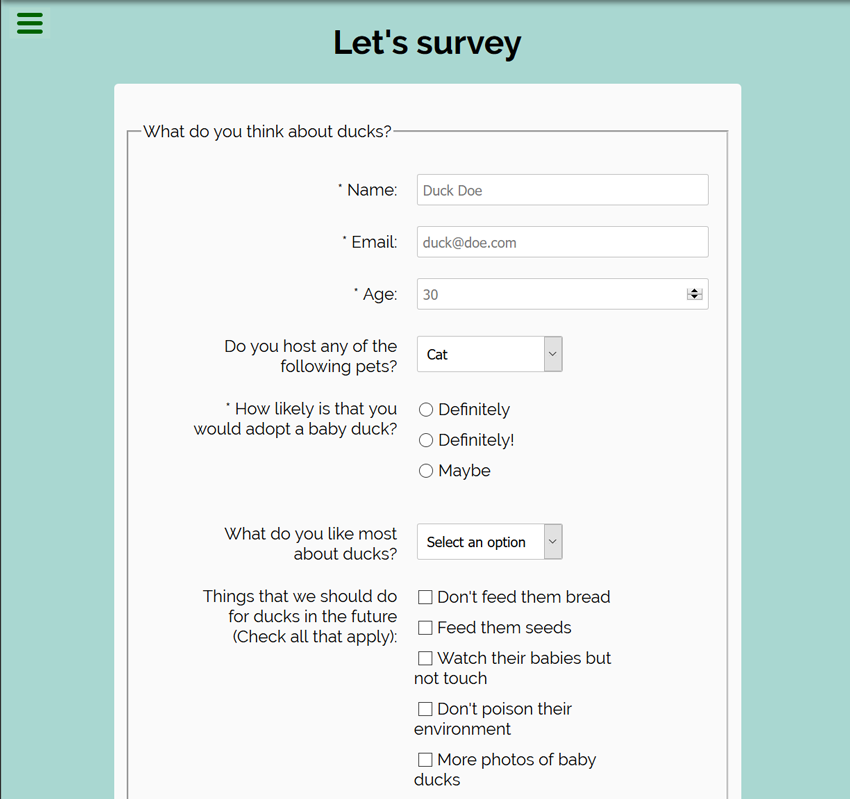 Let's survey
What do you think about ducks?
* Name:
Duck Doe
* Email:
duck@doe.com
* Age:
30
Do you host any of the
following pets?
Cat
* How likely is that you
would adopt a baby duck?
Definitely
Definitely!
Maybe
What do you like most
about ducks?
Select an option
Things that we should do
for ducks in the future
(Check all that apply):
Don't feed them bread
Feed them seeds
Watch their babies but
not touch
Don't poison their
environment
More photos of baby
ducks